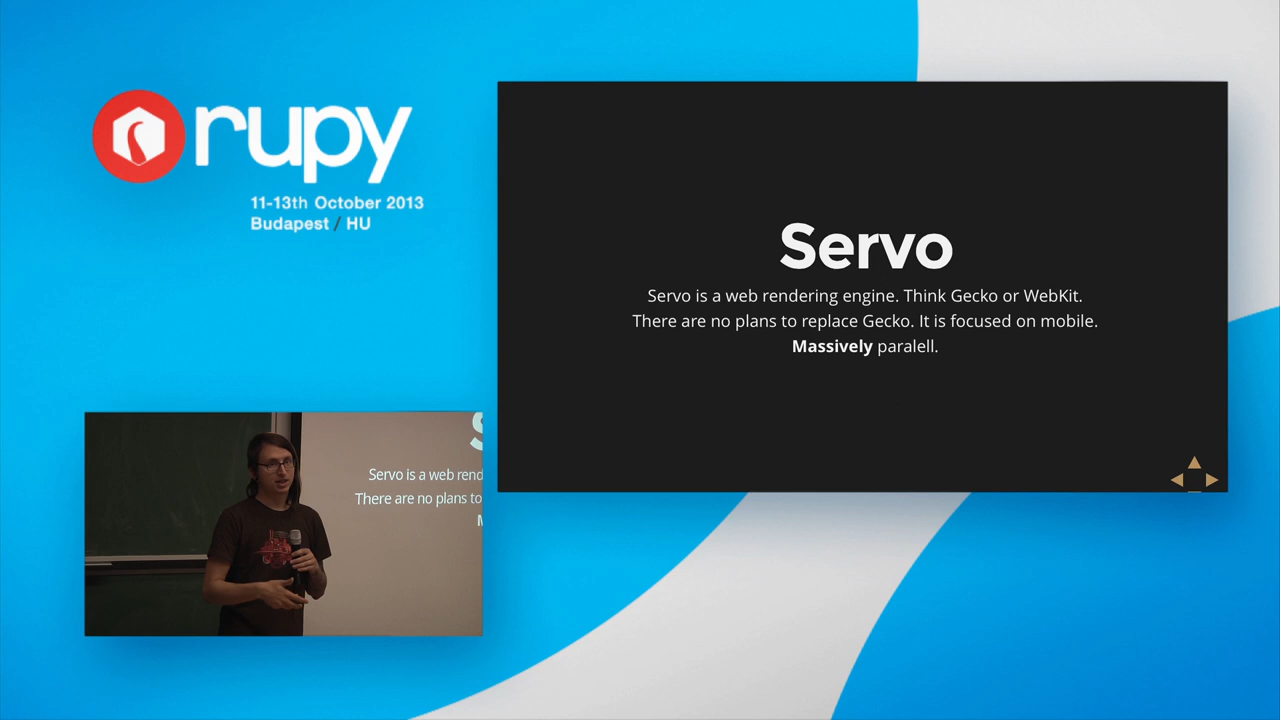 rupy
11-13th October 2013
Budapest / HU
Servo
Servo is a web rendering engine. Think Gecko or WebKit.
There are no plans to replace Gecko. It is focused on mobile.
Massively paralell.
S
Servo is a web rend
There are no plans to
M